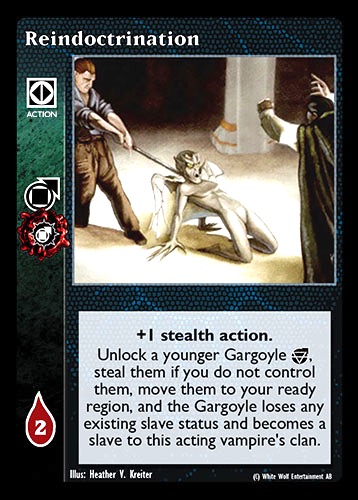 Reindoctrination
ACTION
+1 stealth action.
Unlock a younger Gargoyle ,
steal them if you do not control
them, move them to your ready
region, and the Gargoyle loses any
existing slave status and becomes a
slave to this acting vampire's clan.
2
Illus: Heather V. Kreiter
(C) White Wolf Entertainment AB